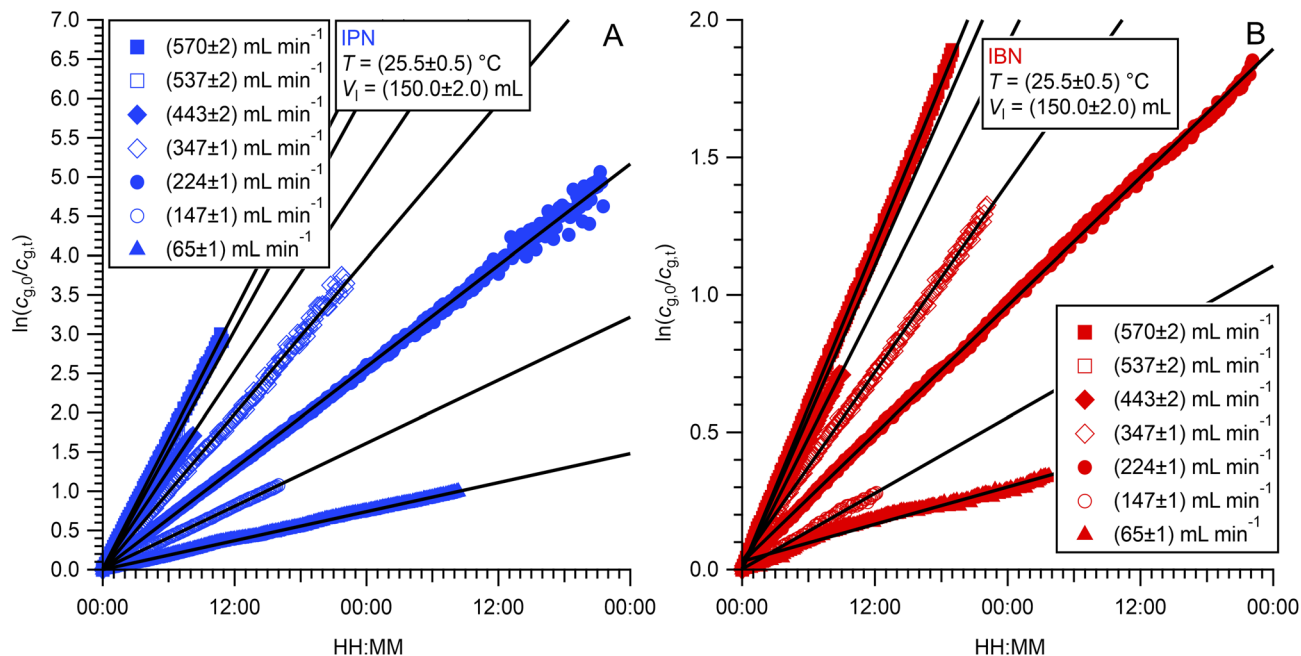 A
IPN
T = (25.5±0.5) °C
V_l = (150.0±2.0) mL
(570±2) mL min⁻¹
(537±2) mL min⁻¹
(443±2) mL min⁻¹
(347±1) mL min⁻¹
(224±1) mL min⁻¹
(147±1) mL min⁻¹
(65±1) mL min⁻¹
ln(c_g,0/c_g,t)
7.0
6.5
6.0
5.5
5.0
4.5
4.0
3.5
3.0
2.5
2.0
1.5
1.0
0.5
0.0
00:00
12:00
00:00
12:00
00:00
HH:MM
B
IBN
T = (25.5±0.5) °C
V_l = (150.0±2.0) mL
ln(c_g,0/c_g,t)
2.0
1.5
1.0
0.5
0.0
(570±2) mL min⁻¹
(537±2) mL min⁻¹
(443±2) mL min⁻¹
(347±1) mL min⁻¹
(224±1) mL min⁻¹
(147±1) mL min⁻¹
(65±1) mL min⁻¹
00:00
12:00
00:00
12:00
00:00
HH:MM